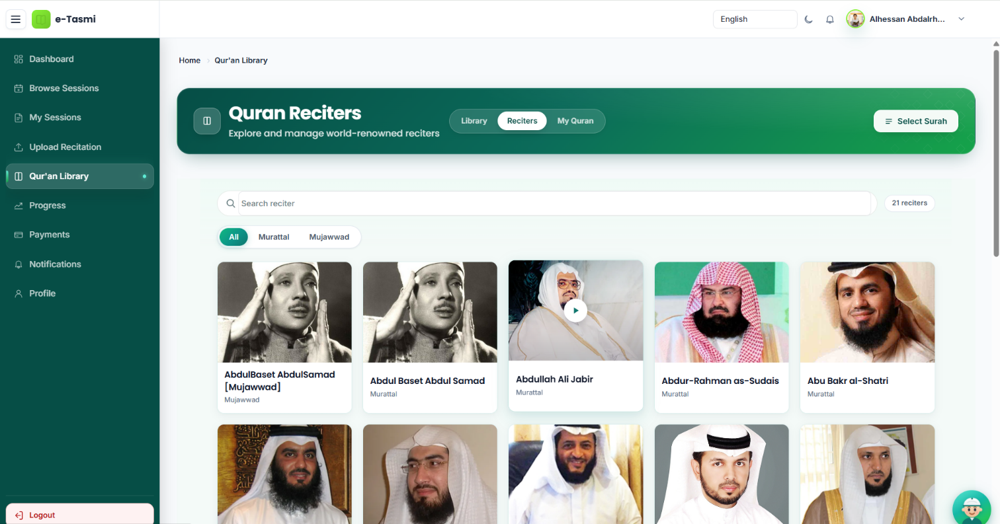 e-Tasmi
English
Alhessan Abdalrh...
Dashboard
Browse Sessions
My Sessions
Upload Recitation
Qur'an Library
Progress
Payments
Notifications
Profile
Logout
Home > Qur'an Library
Quran Reciters
Explore and manage world-renowned reciters
Library
Reciters
My Quran
Select Surah
Search reciter
21 reciters
All
Murattal
Mujawwad
AbdulBaset AbdulSamad
[Mujawwad]
Mujawwad
Abdul Baset Abdul Samad
Murattal
Abdullah Ali Jabir
Murattal
Abdur-Rahman as-Sudais
Murattal
Abu Bakr al-Shatri
Murattal